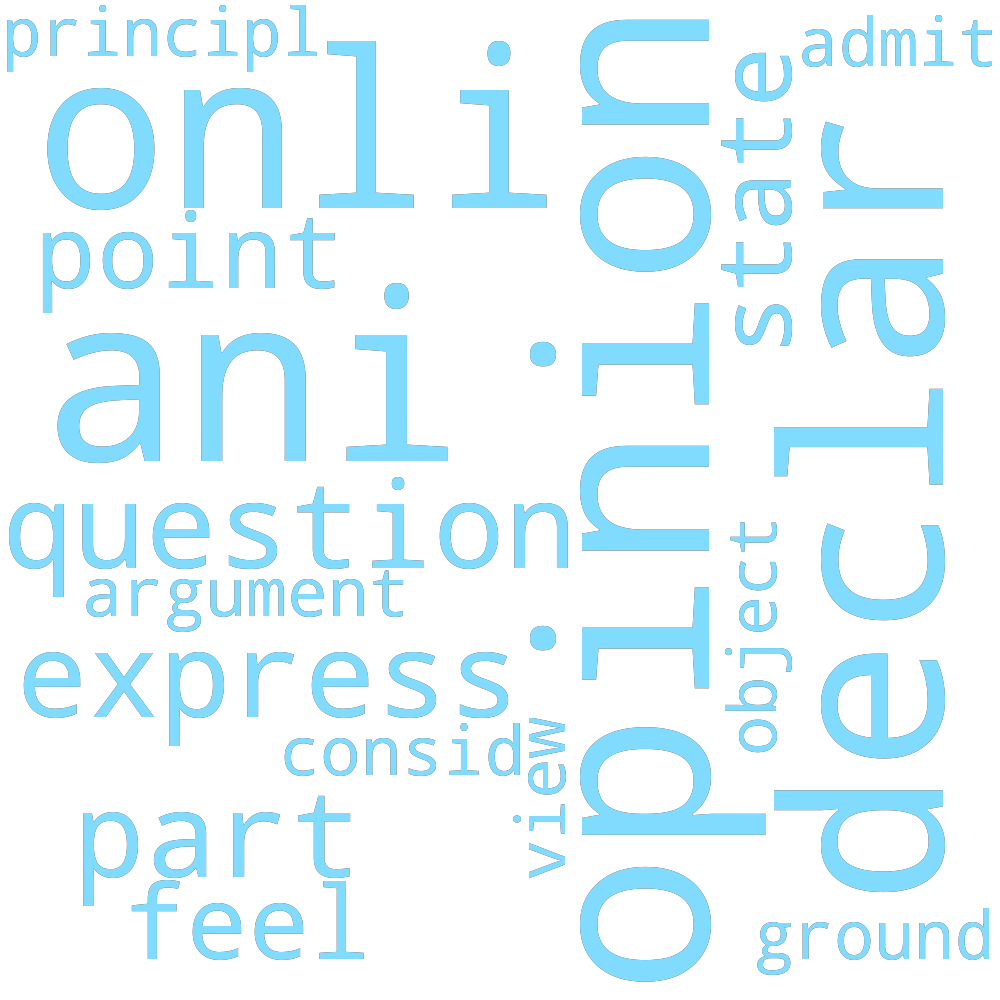 principl
onli
point
ani
question
argument
express
consid
part
feel
view
opinion
state
object
admit
declar
ground